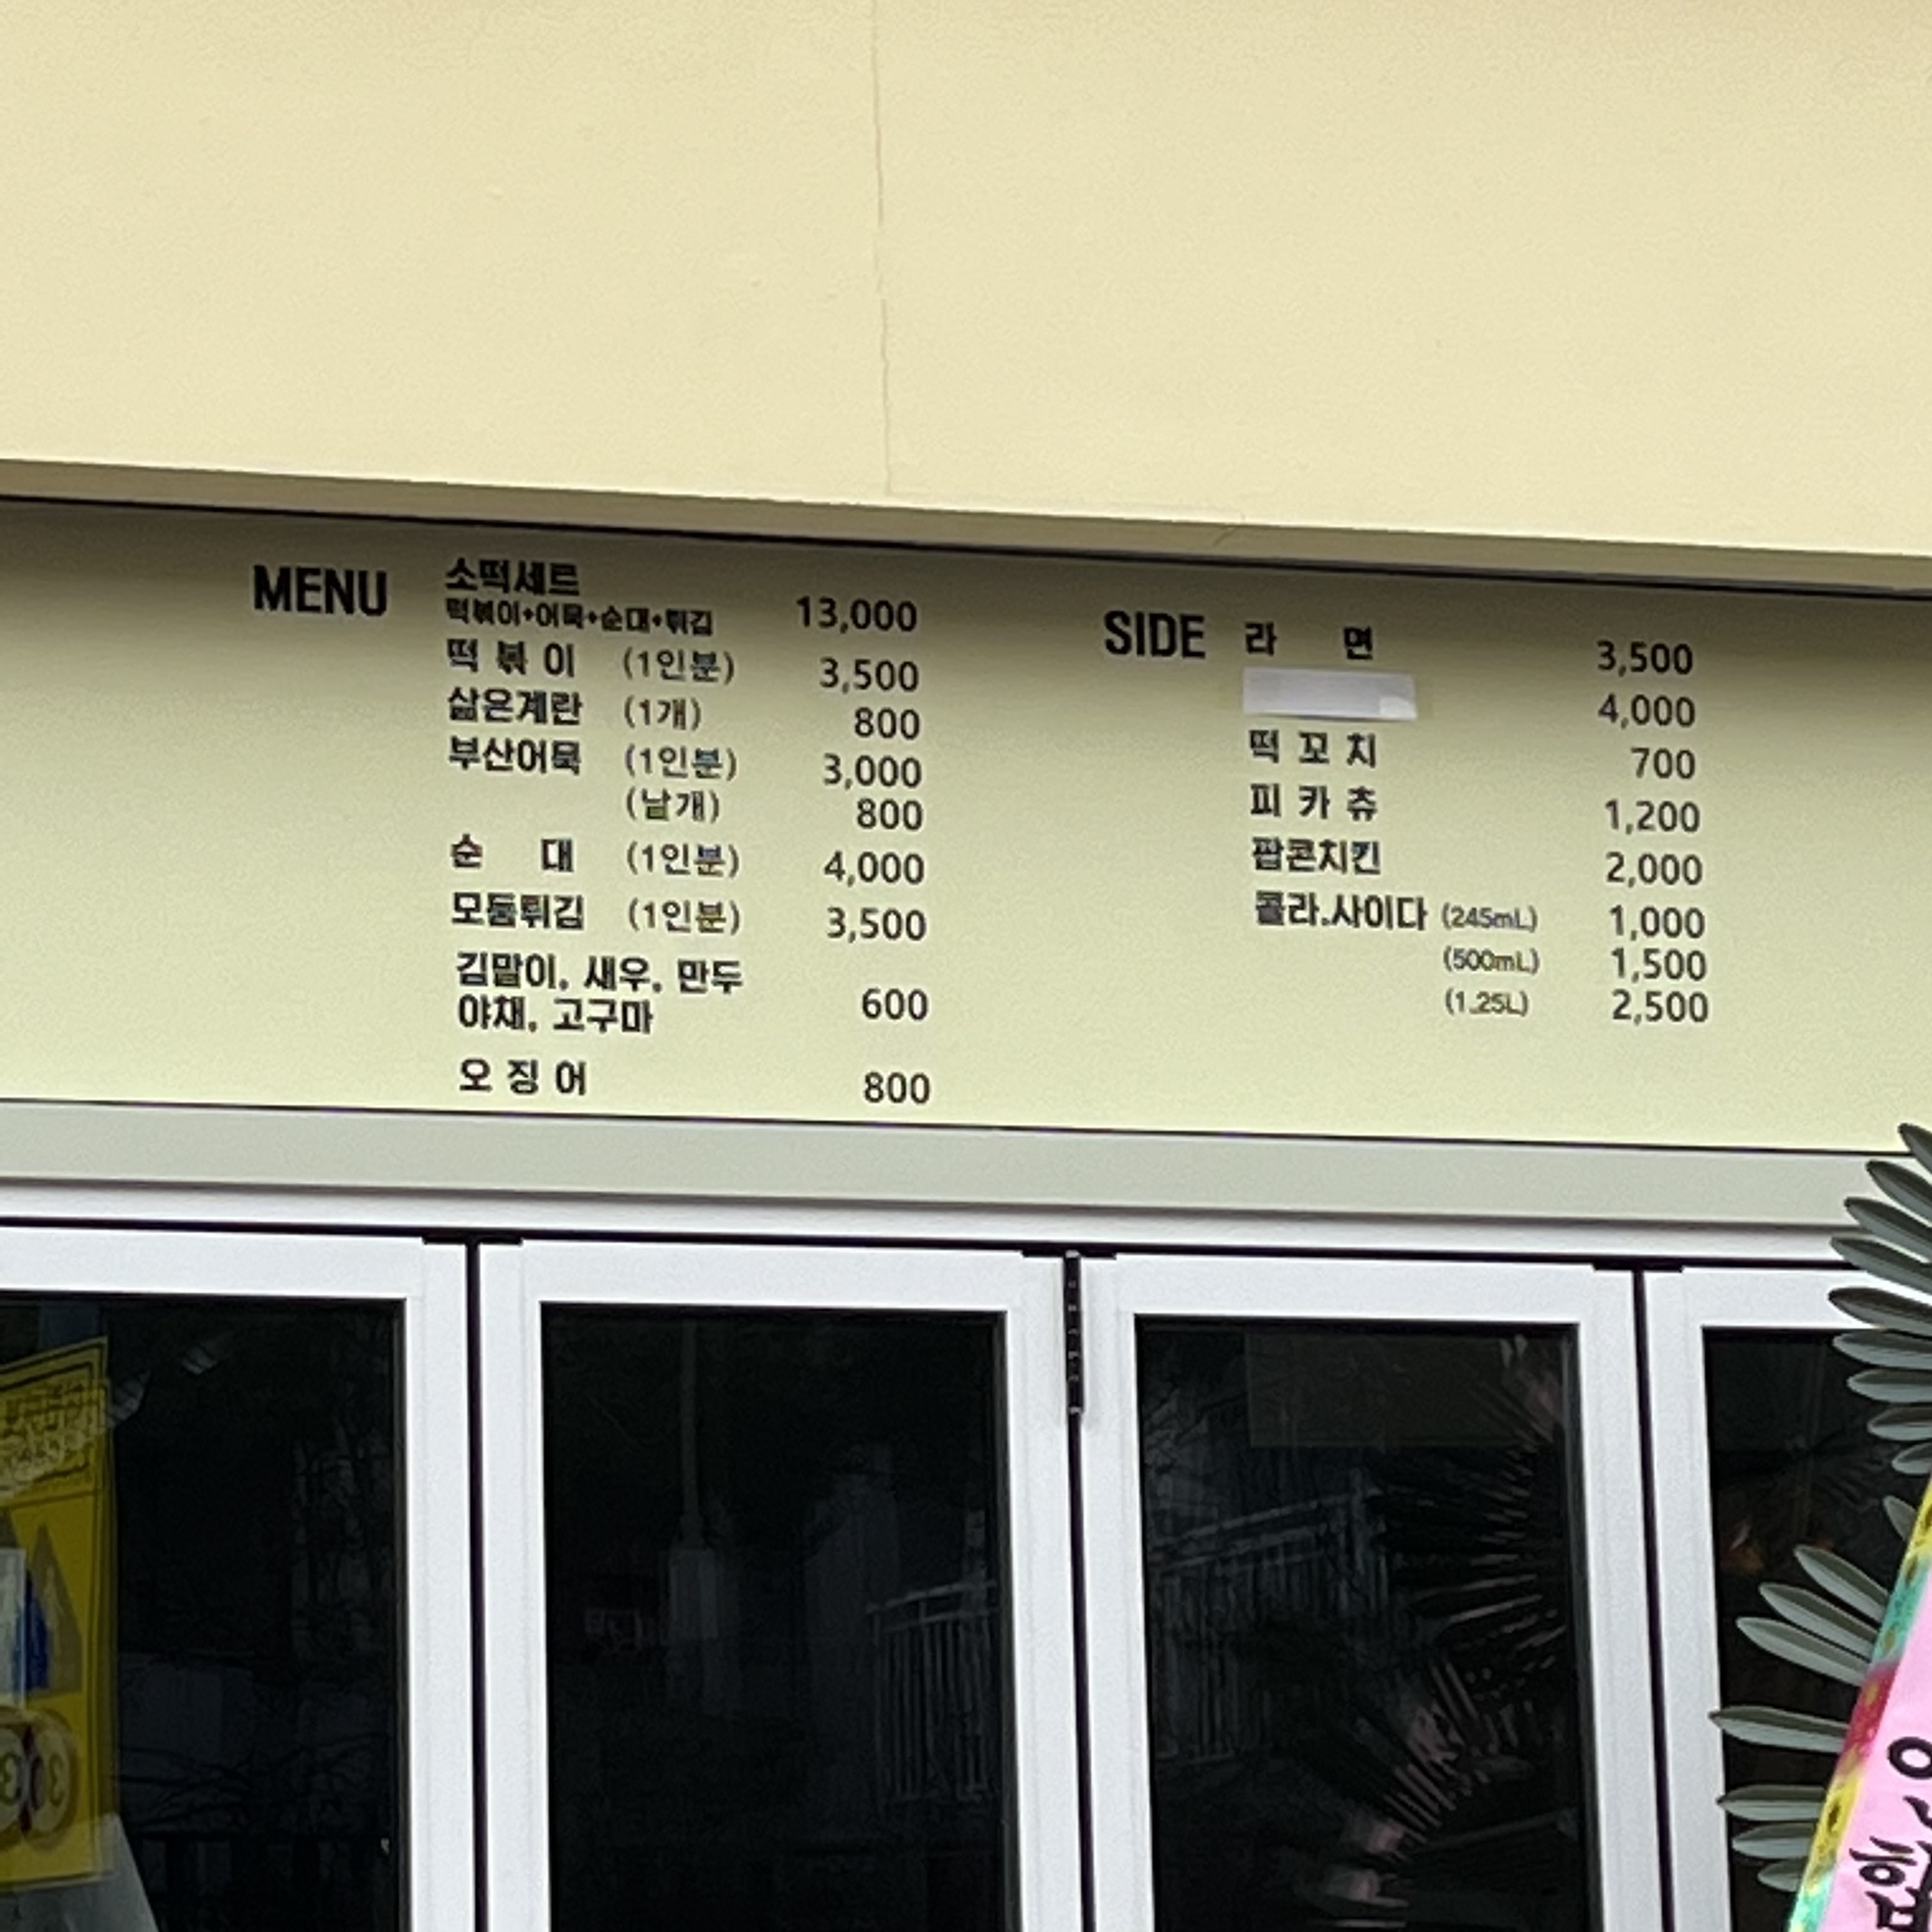 MENU
소떡세트
떡볶이+어묵+순대+튀김 13,000
떡 볶 이 (1인분) 3,500
삶은계란 (1개) 800
부산어묵 (1인분) 3,000
(낱개) 800
순 대 (1인분) 4,000
모둠튀김 (1인분) 3,500
김말이, 새우, 만두
야채, 고구마 600
오 징 어 800
SIDE
라 면 3,500
4,000
떡 꼬 치 700
피 카 츄 1,200
팝콘치킨 2,000
콜라.사이다 (245mL) 1,000
(500mL) 1,500
(1.25L) 2,500